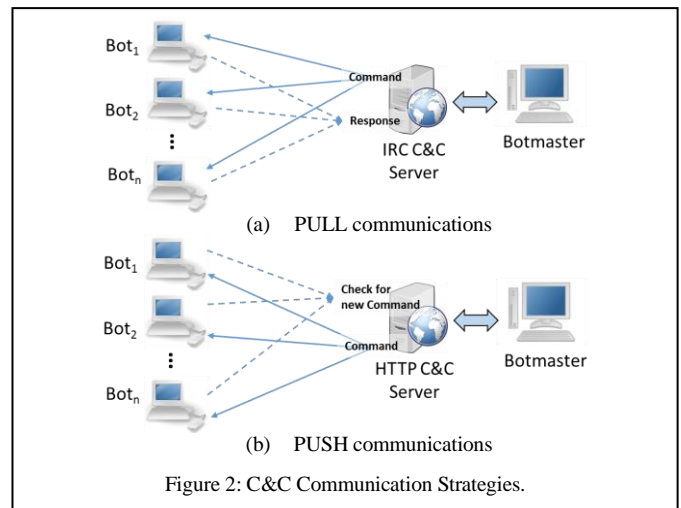 Bot1
Command
Bot2
Response
Botn
IRC C&C
Server
Botmaster
(a) PULL communications
Bot1
Check for
new Command
Bot2
Command
Botn
HTTP C&C
Server
Botmaster
(b) PUSH communications
Figure 2: C&C Communication Strategies.